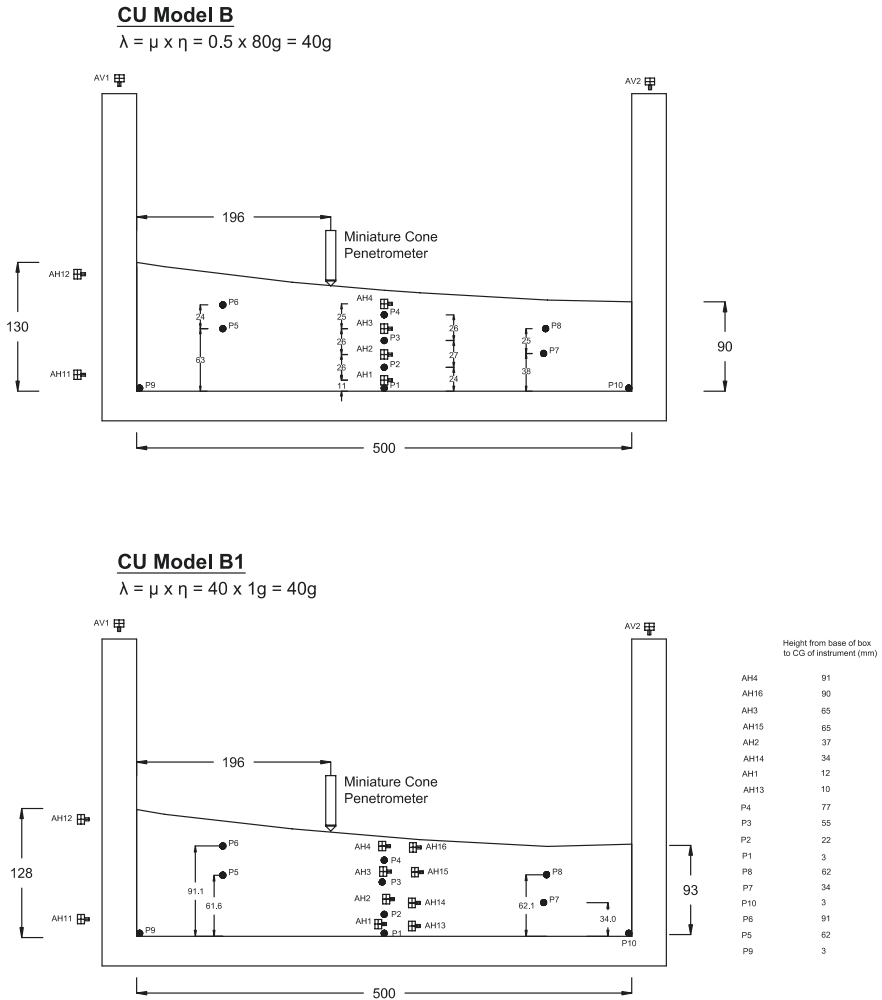 CU Model B
λ = μ x η = 0.5 x 80g = 40g
AV1
AV2
196
Miniature Cone
Penetrometer
AH12
AH4
P6
P4
24
25
130
P5
AH3
26
P8
P3
26
25
90
AH2
P7
63
27
P2
26
38
AH11
AH1
24
P9
11
P1
P10
500
CU Model B1
λ = μ x η = 40 x 1g = 40g
AV1
AV2
Height from base of box
to CG of instrument (mm)
AH4 91
AH16 90
AH3 65
AH15 65
AH2 37
AH14 34
AH1 12
AH13 10
P4 77
P3 55
P2 22
P1 3
P8 62
P7 34
P10 3
P6 91
P5 62
P9 3
196
Miniature Cone
Penetrometer
AH12
P6
AH4
AH16
P4
128
P5
AH3
AH15
P8
P3
91.1
93
61.6
AH2
AH14
62.1
P7
P2
34.0
AH11
AH1
AH13
P9
P1
P10
500